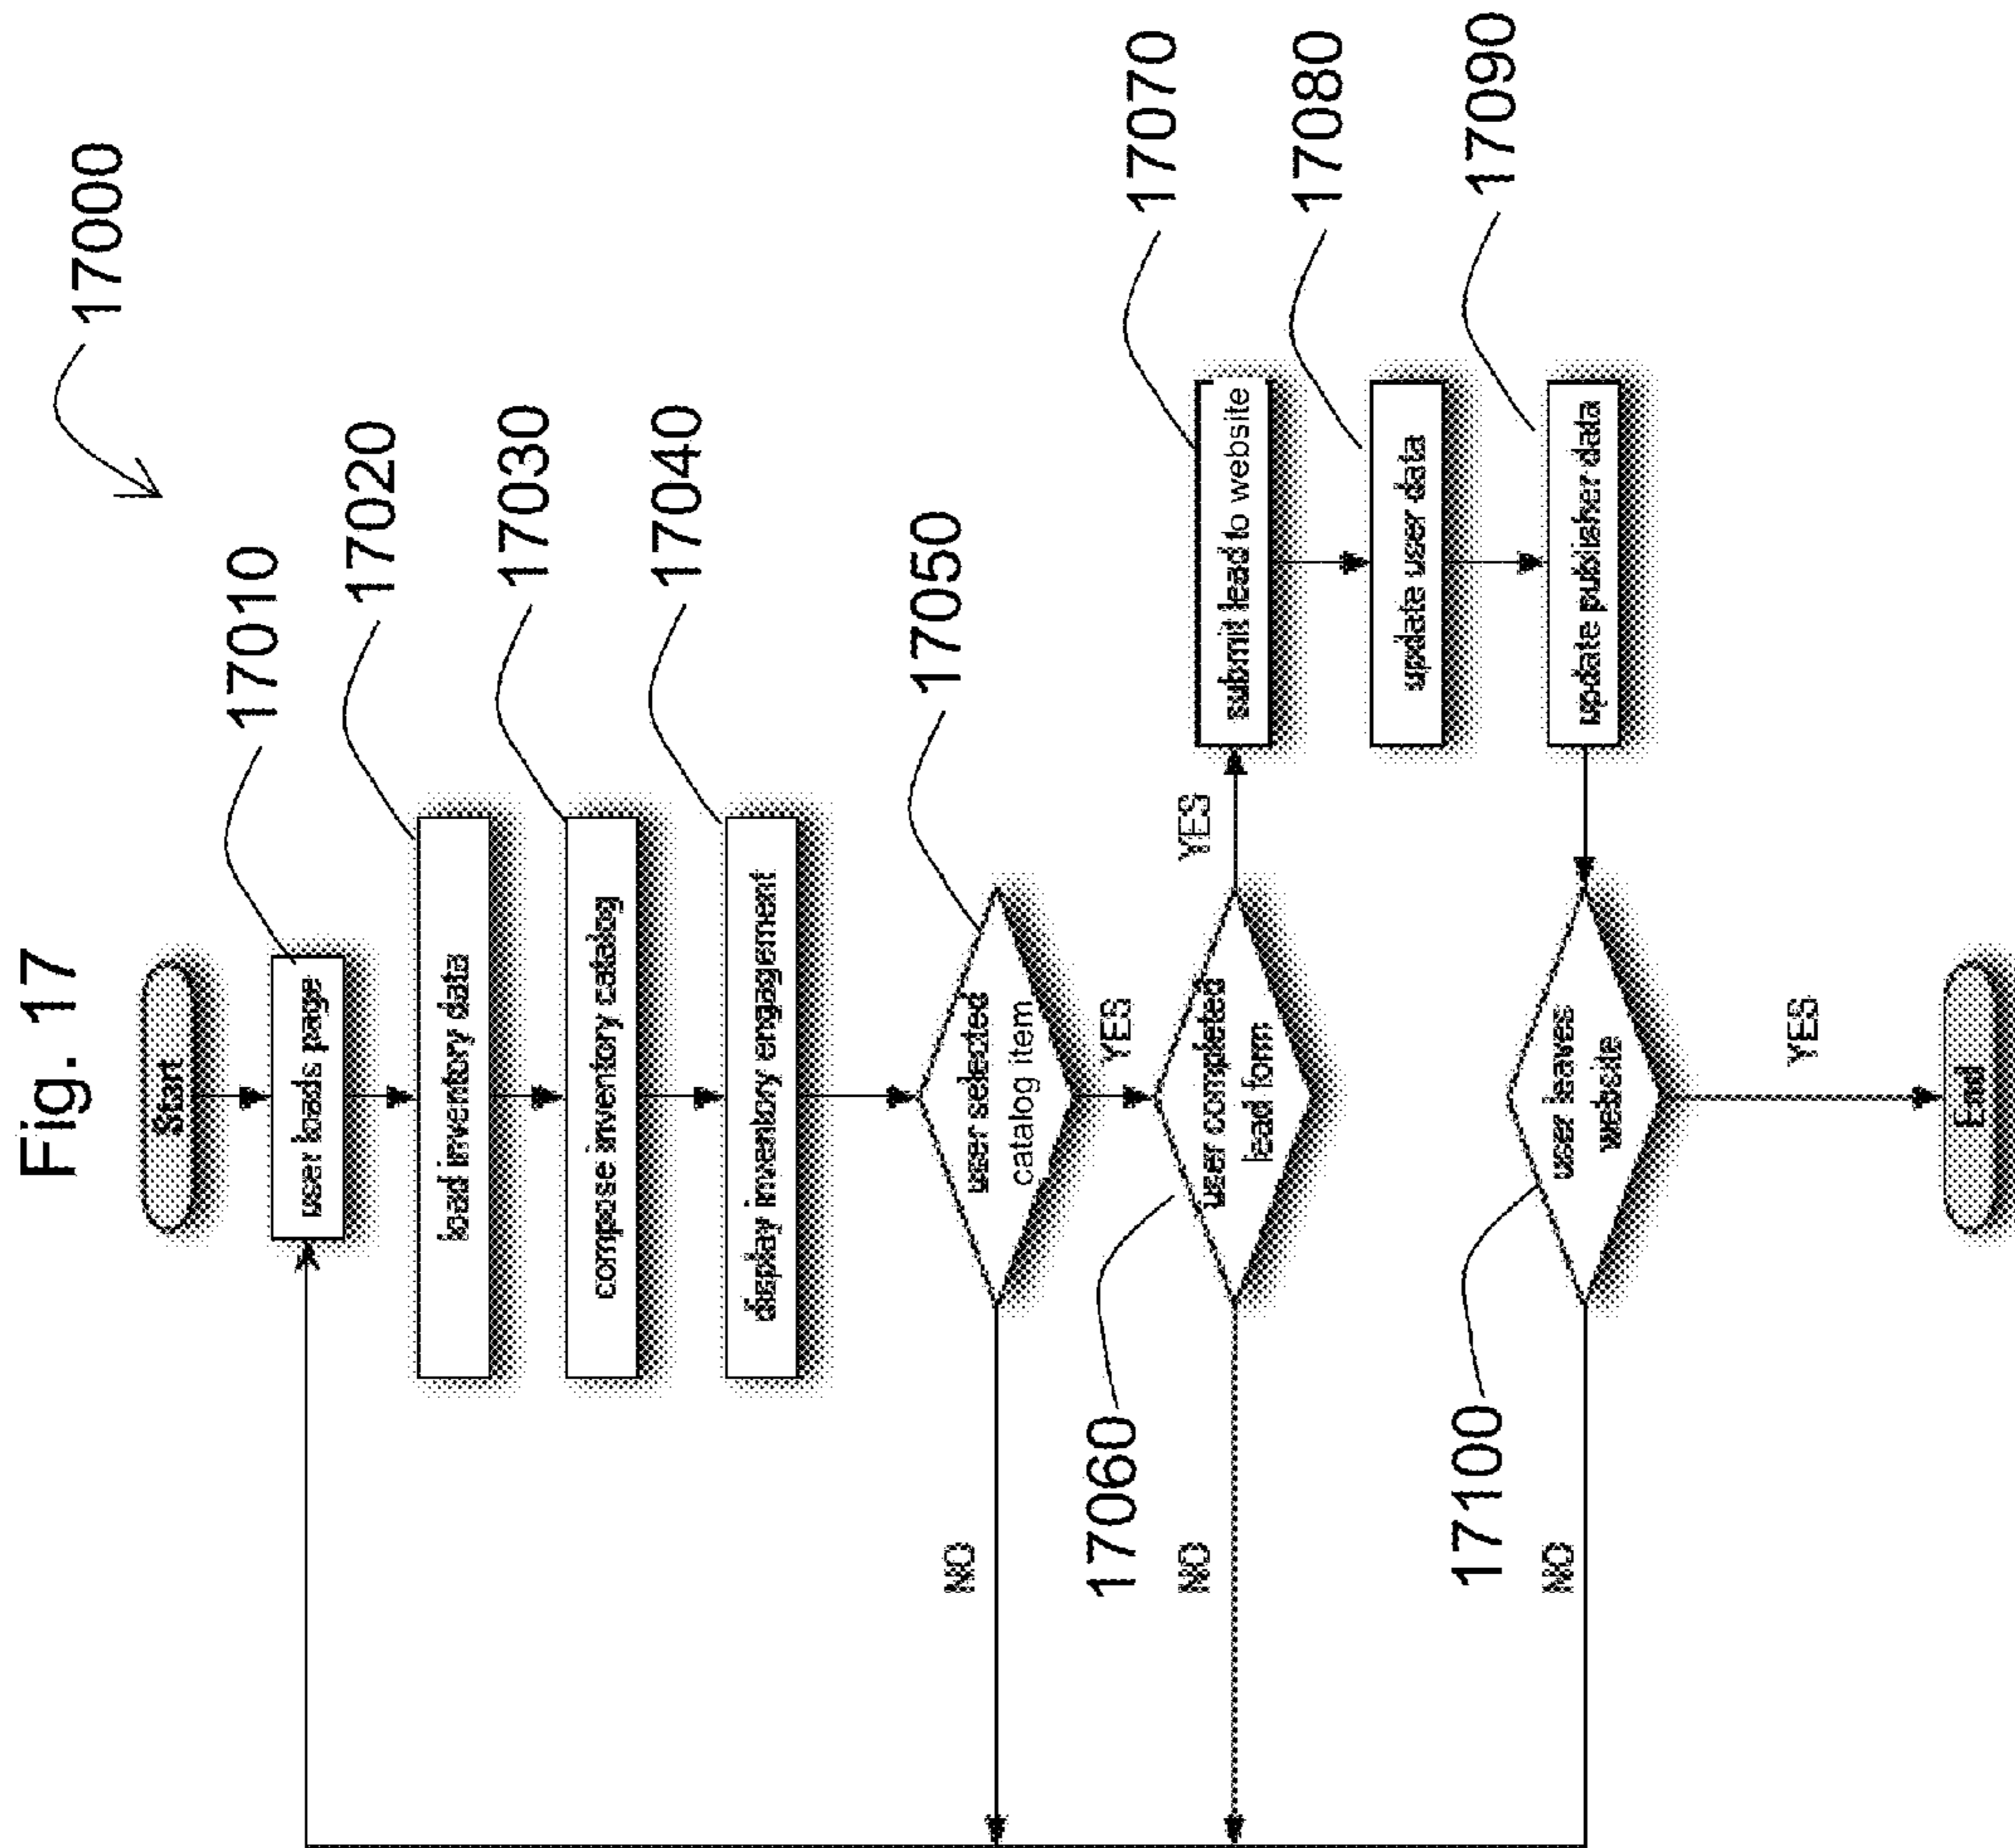 Fig. 17
17000
Start
user loads page
17010
load inventory data
17020
compose inventory catalog
17030
display inventory engagement
17040
user selected
catalog item
17050
NO
YES
user completed
lead form
17060
NO
YES
submit lead to website
17070
update user data
17080
update publisher data
17090
user leaves
website
17100
NO
YES
End